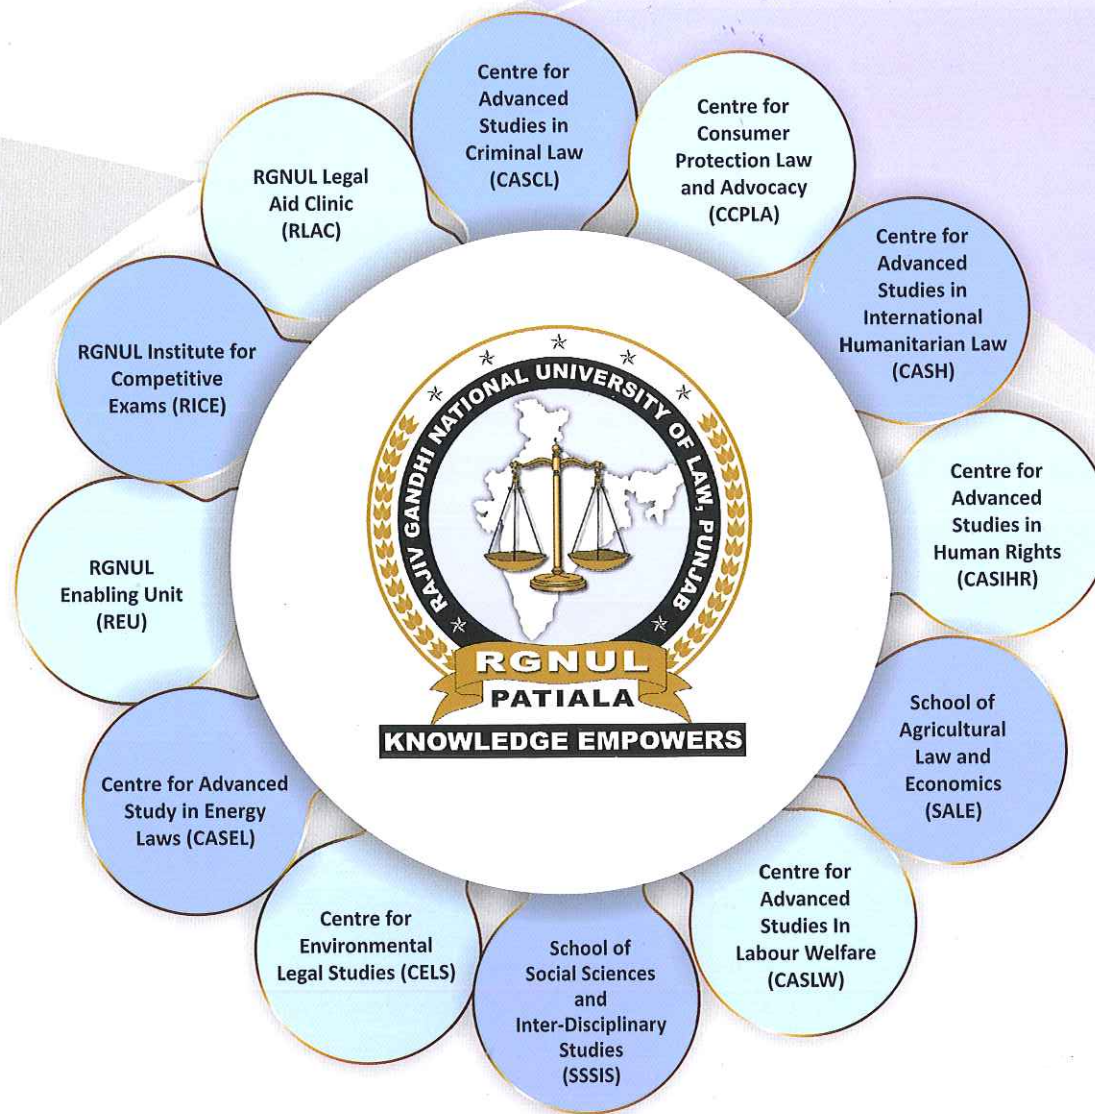 Centre for
Advanced
Studies in
Criminal Law
(CASCL)
Centre for
Consumer
Protection Law
and Advocacy
(CCPLA)
Centre for
Advanced
Studies in
International
Humanitarian Law
(CASH)
Centre for
Advanced
Studies in
Human Rights
(CASIHR)
School of
Agricultural
Law and
Economics
(SALE)
Centre for
Advanced
Studies In
Labour Welfare
(CASLW)
School of
Social Sciences
and
Inter-Disciplinary
Studies
(SSSIS)
Centre for
Environmental
Legal Studies (CELS)
Centre for Advanced
Study in Energy
Laws (CASEL)
RGNUL
Enabling Unit
(REU)
RGNUL Institute for
Competitive
Exams (RICE)
RGNUL Legal
Aid Clinic
(RLAC)
RAJIV GANDHI NATIONAL UNIVERSITY OF LAW, PUNJAB
RGNUL
PATIALA
KNOWLEDGE EMPOWERS